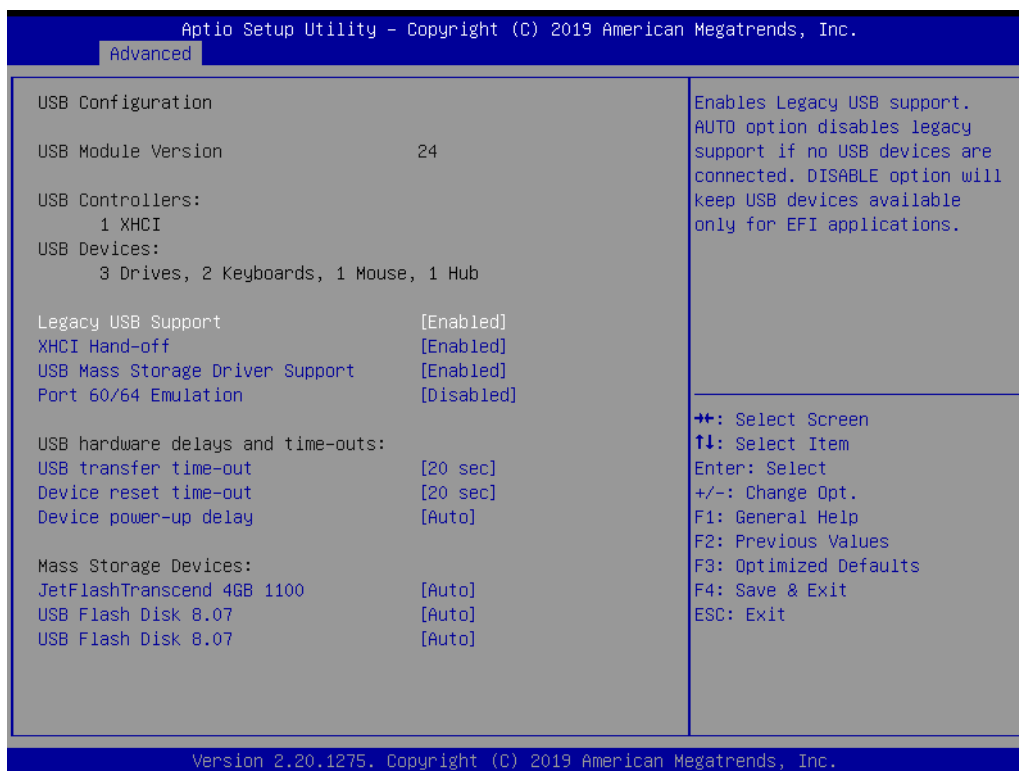 Aptio Setup Utility – Copyright (C) 2019 American Megatrends, Inc.
Advanced
USB Configuration
USB Module Version 24
USB Controllers:
1 XHCI
USB Devices:
3 Drives, 2 Keyboards, 1 Mouse, 1 Hub
Legacy USB Support [Enabled]
XHCI Hand-off [Enabled]
USB Mass Storage Driver Support [Enabled]
Port 60/64 Emulation [Disabled]
USB hardware delays and time-outs:
USB transfer time-out [20 sec]
Device reset time-out [20 sec]
Device power-up delay [Auto]
Mass Storage Devices:
JetFlashTranscend 4GB 1100 [Auto]
USB Flash Disk 8.07 [Auto]
USB Flash Disk 8.07 [Auto]
Enables Legacy USB support.
AUTO option disables legacy
support if no USB devices are
connected. DISABLE option will
keep USB devices available
only for EFI applications.
→←: Select Screen
↑↓: Select Item
Enter: Select
+/-: Change Opt.
F1: General Help
F2: Previous Values
F3: Optimized Defaults
F4: Save & Exit
ESC: Exit
Version 2.20.1275. Copyright (C) 2019 American Megatrends, Inc.